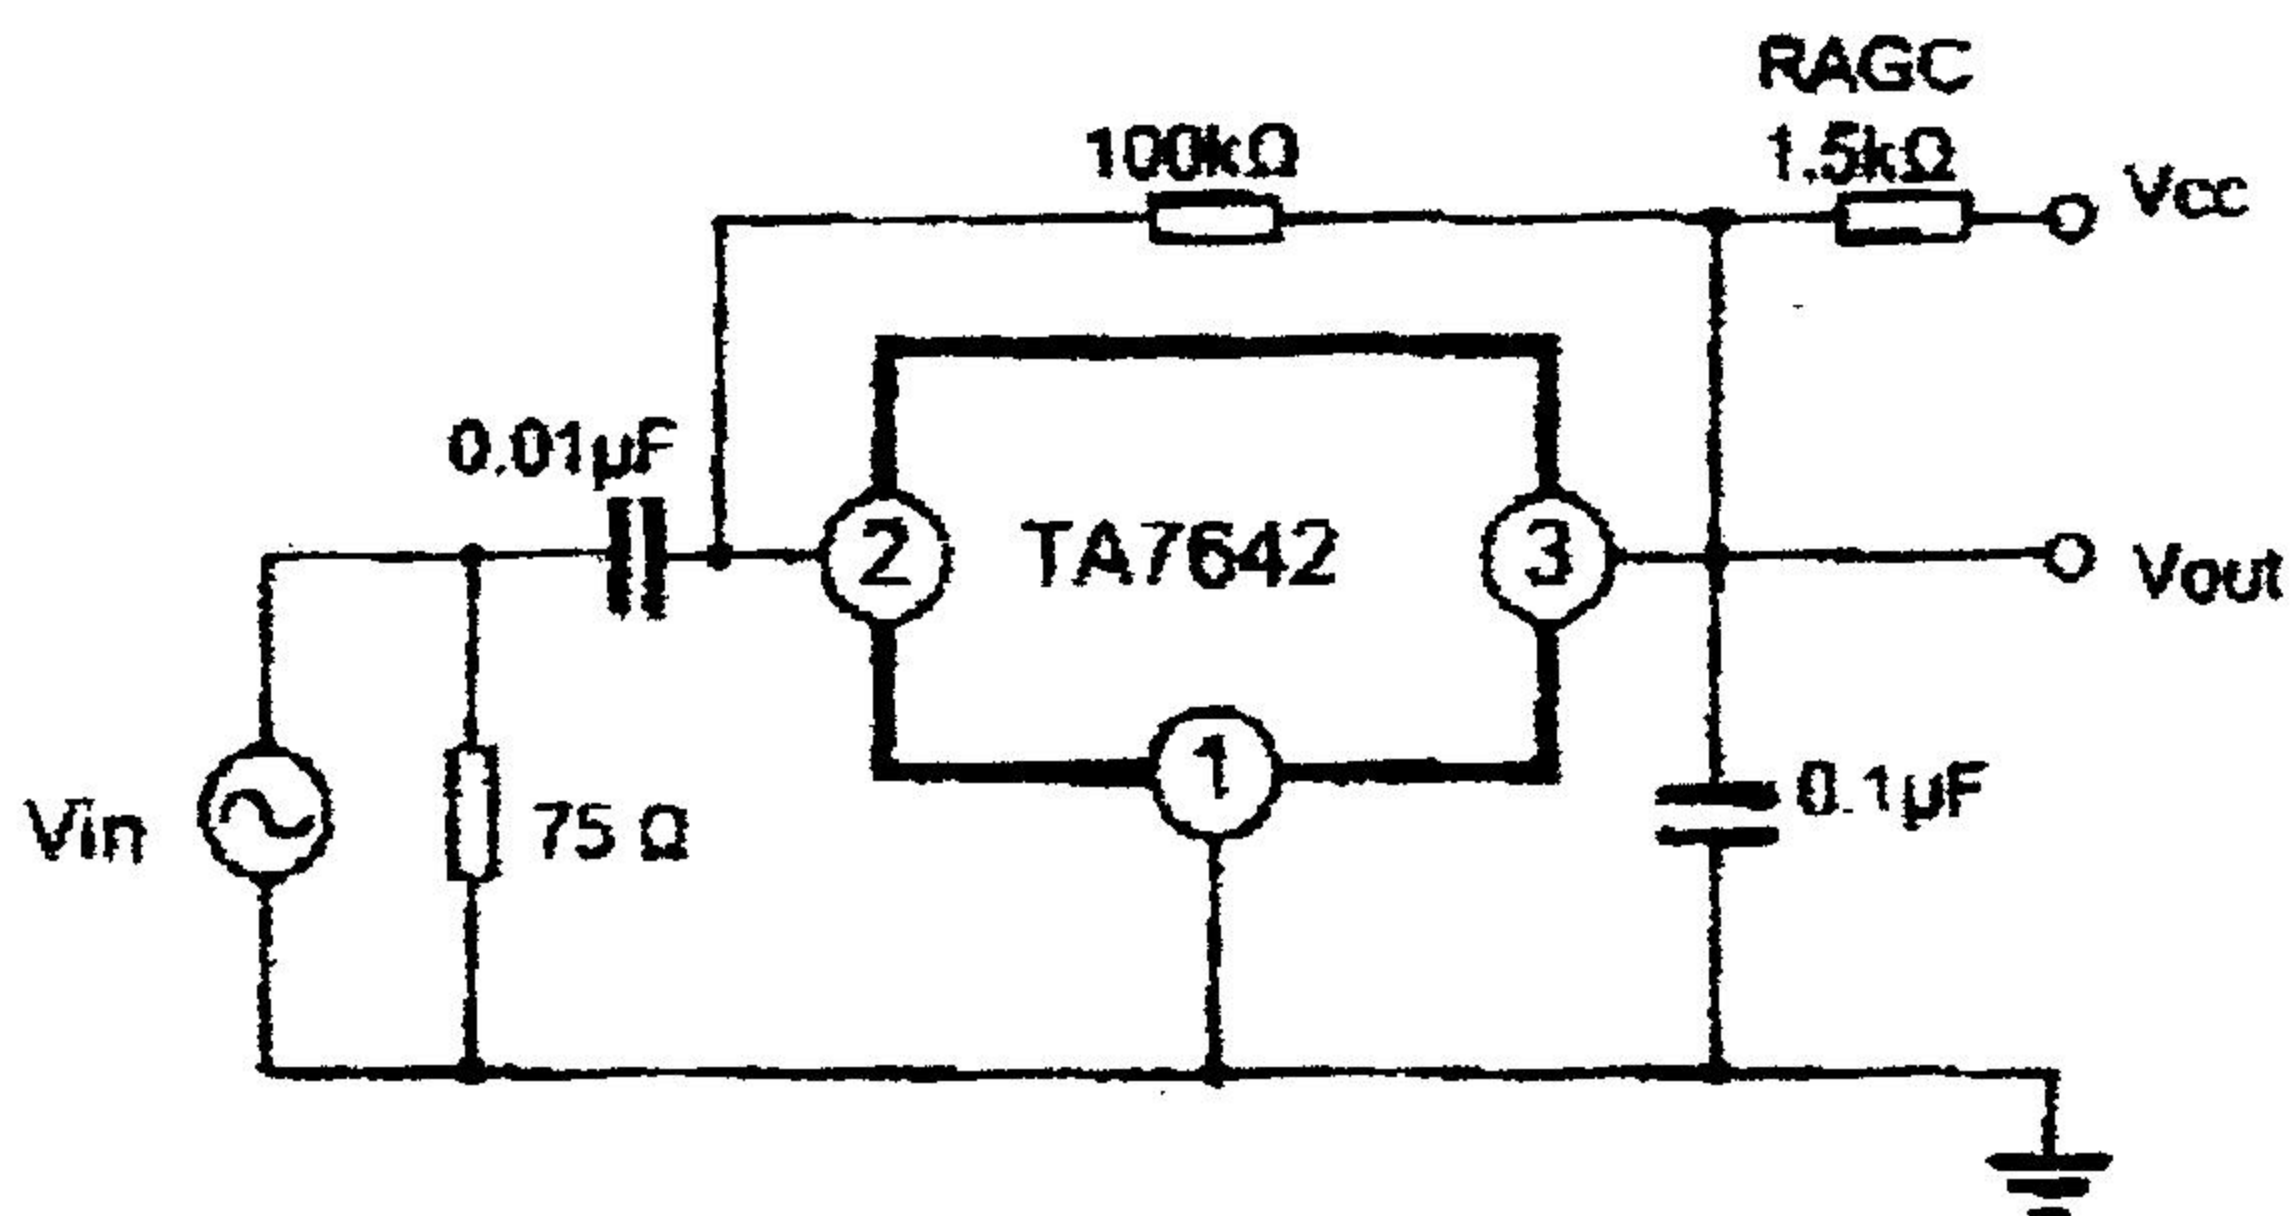 RAGC
1.5kΩ
100kΩ
Vcc
0.01µF
2
TA7642
3
Vout
1
0.1µF
Vin
75 Ω